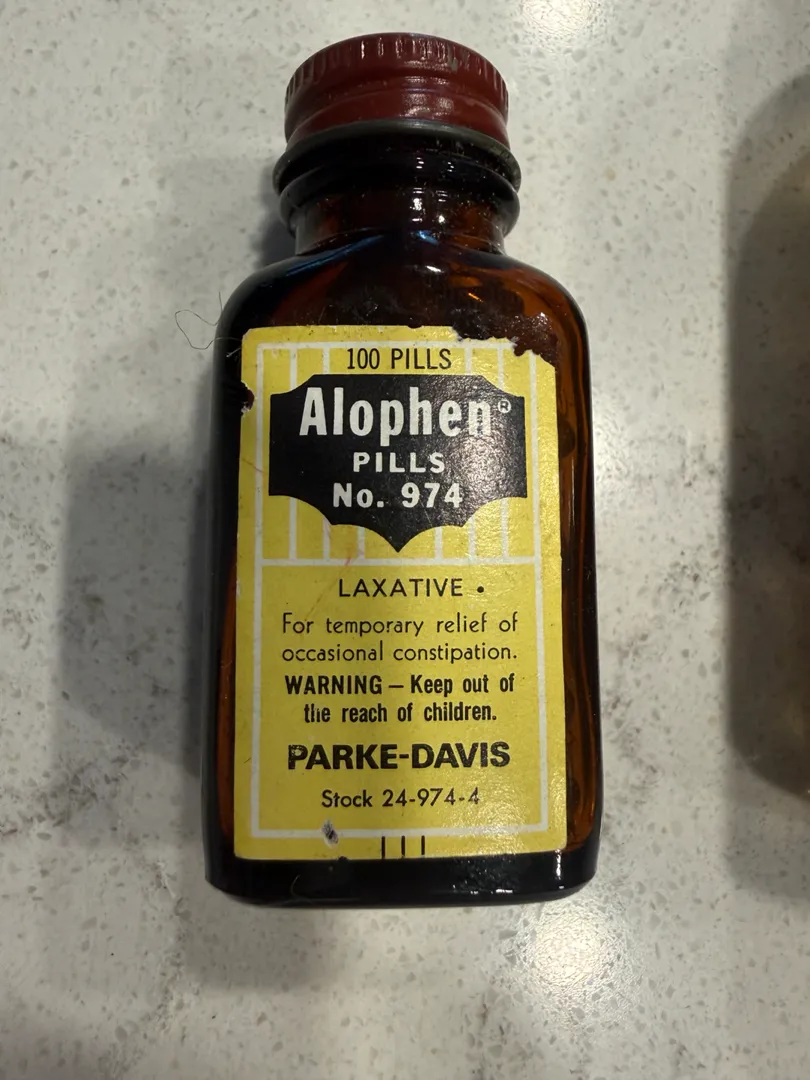 100 PILLS
Alophen®
PILLS
No. 974
LAXATIVE •
For temporary relief of
occasional constipation.
WARNING — Keep out of
the reach of children.
PARKE-DAVIS
Stock 24-974-4